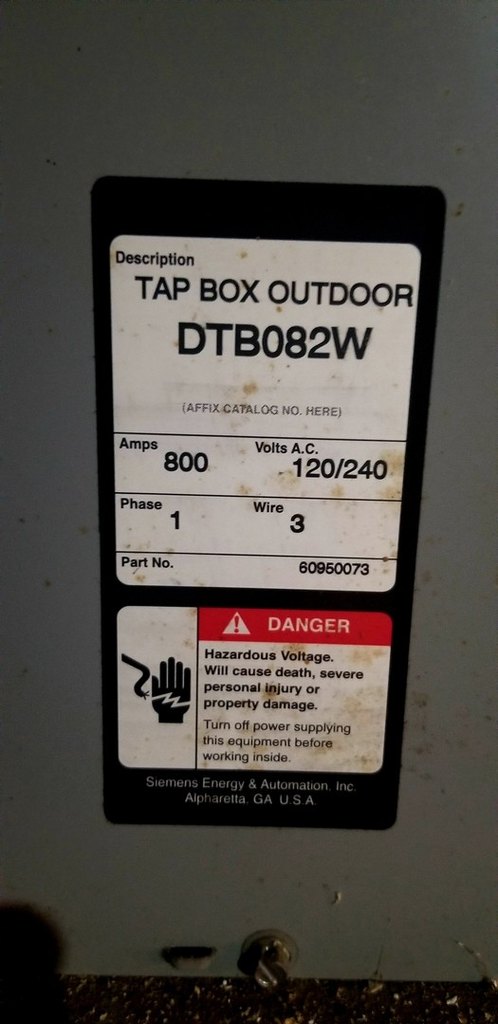 Description
TAP BOX OUTDOOR
DTB082W
(AFFIX CATALOG NO. HERE)
Amps 800 Volts A.C. 120/240
Phase 1 Wire 3
Part No. 60950073
DANGER
Hazardous Voltage.
Will cause death, severe
personal injury or
property damage.
Turn off power supplying
this equipment before
working inside.
Siemens Energy & Automation, Inc.
Alpharetta, GA U.S.A.